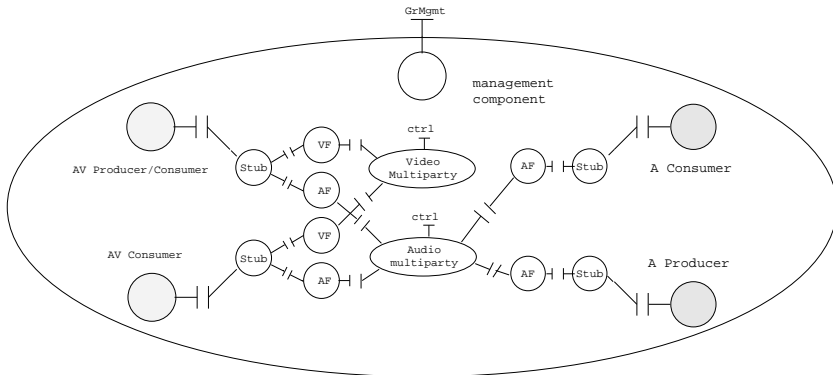 GrMgmt
management
component
ctrl
AV Producer/Consumer
Stub
VF
Video
Multiparty
AF
AF
Stub
A Consumer
ctrl
AV Consumer
Stub
VF
AF
Audio
multiparty
AF
Stub
A Producer